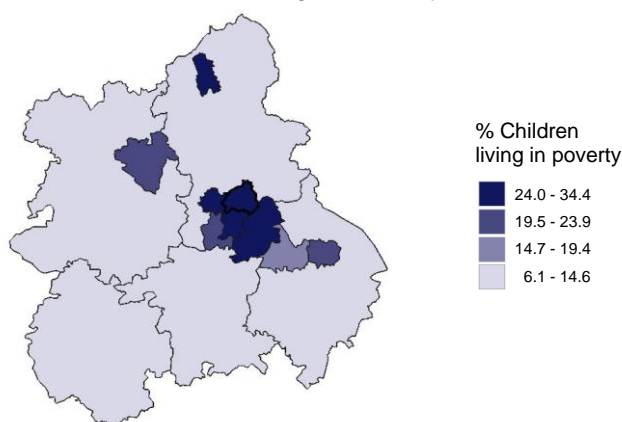 % Children
living in poverty
24.0 - 34.4
19.5 - 23.9
14.7 - 19.4
6.1 - 14.6